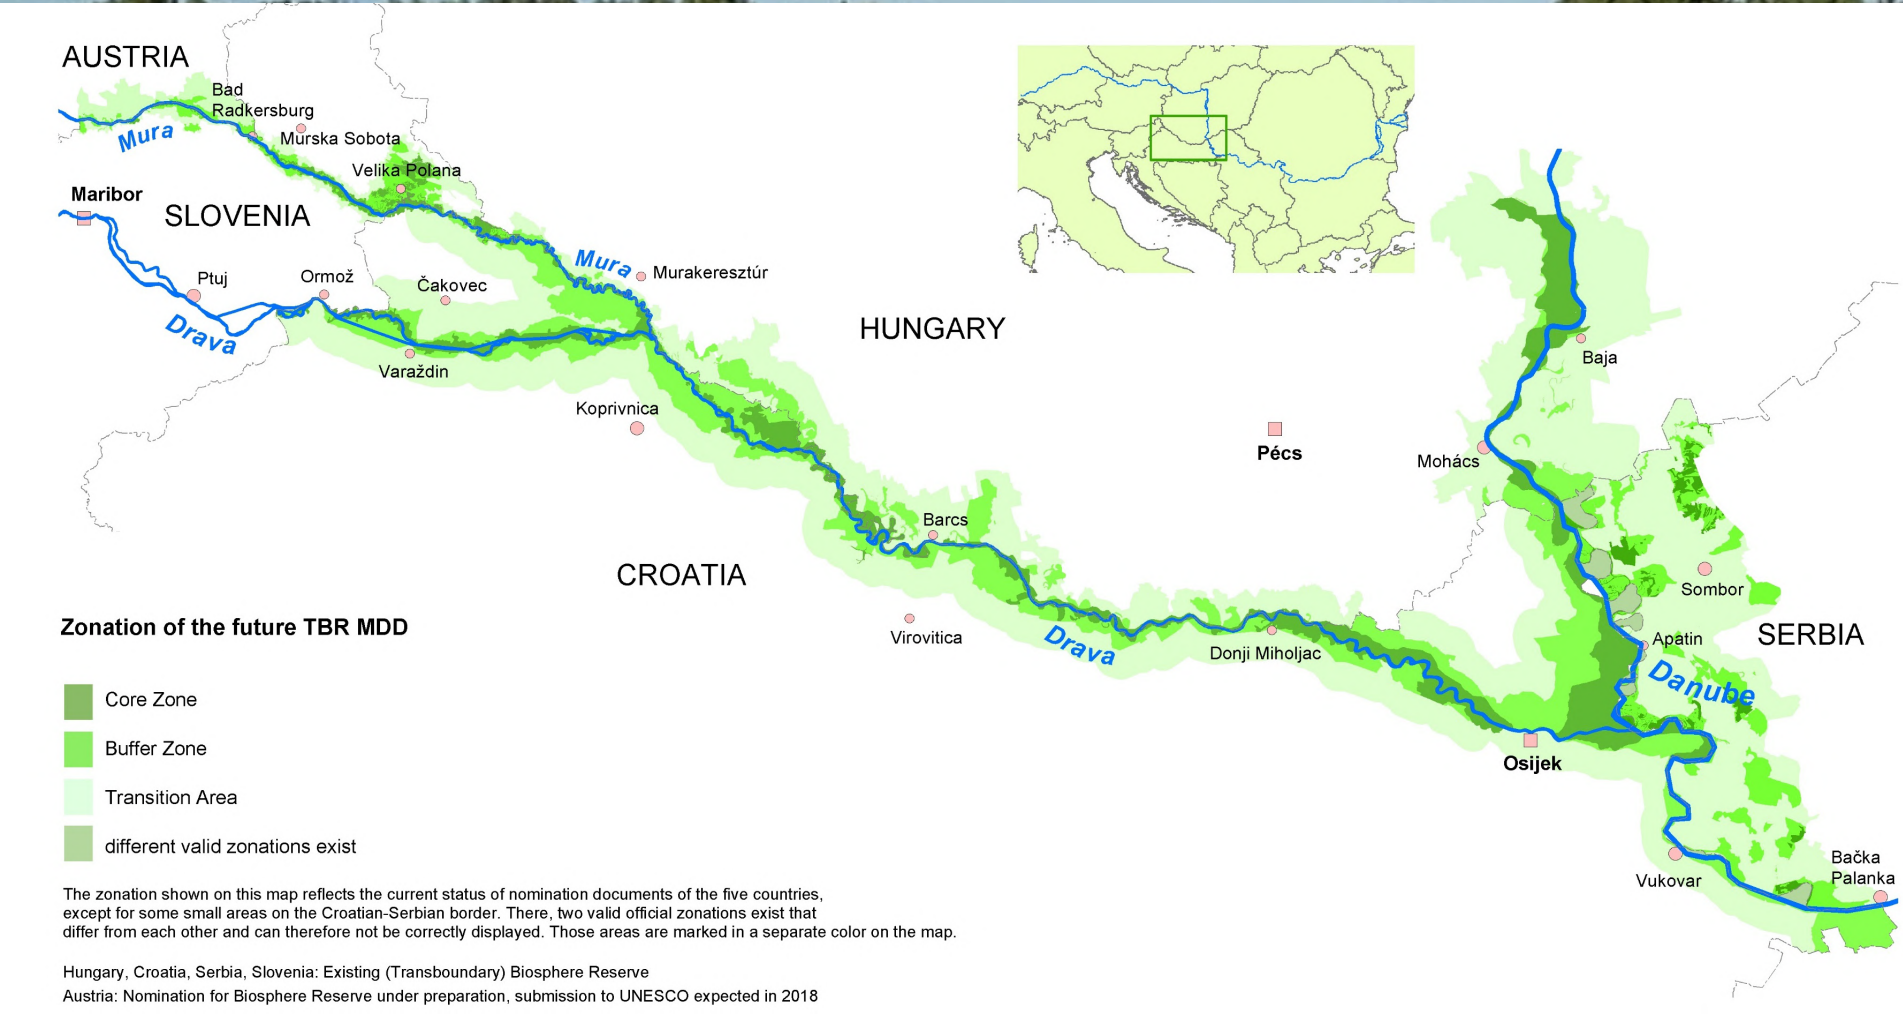 AUSTRIA
Bad
Radkersburg
Mura
Murska Sobota
Velika Polana
Maribor
SLOVENIA
Ptuj
Ormož
Čakovec
Mura
Murakeresztúr
Drava
Varaždin
HUNGARY
Baja
Koprivnica
Pécs
Mohács
Barcs
CROATIA
Sombor
Virovitica
Drava
Donji Miholjac
Apatin
SERBIA
Danube
Osijek
Vukovar
Bačka
Palanka
Zonation of the future TBR MDD
Core Zone
Buffer Zone
Transition Area
different valid zonations exist
The zonation shown on this map reflects the current status of nomination documents of the five countries,
except for some small areas on the Croatian-Serbian border. There, two valid official zonations exist that
differ from each other and can therefore not be correctly displayed. Those areas are marked in a separate color on the map.
Hungary, Croatia, Serbia, Slovenia: Existing (Transboundary) Biosphere Reserve
Austria: Nomination for Biosphere Reserve under preparation, submission to UNESCO expected in 2018